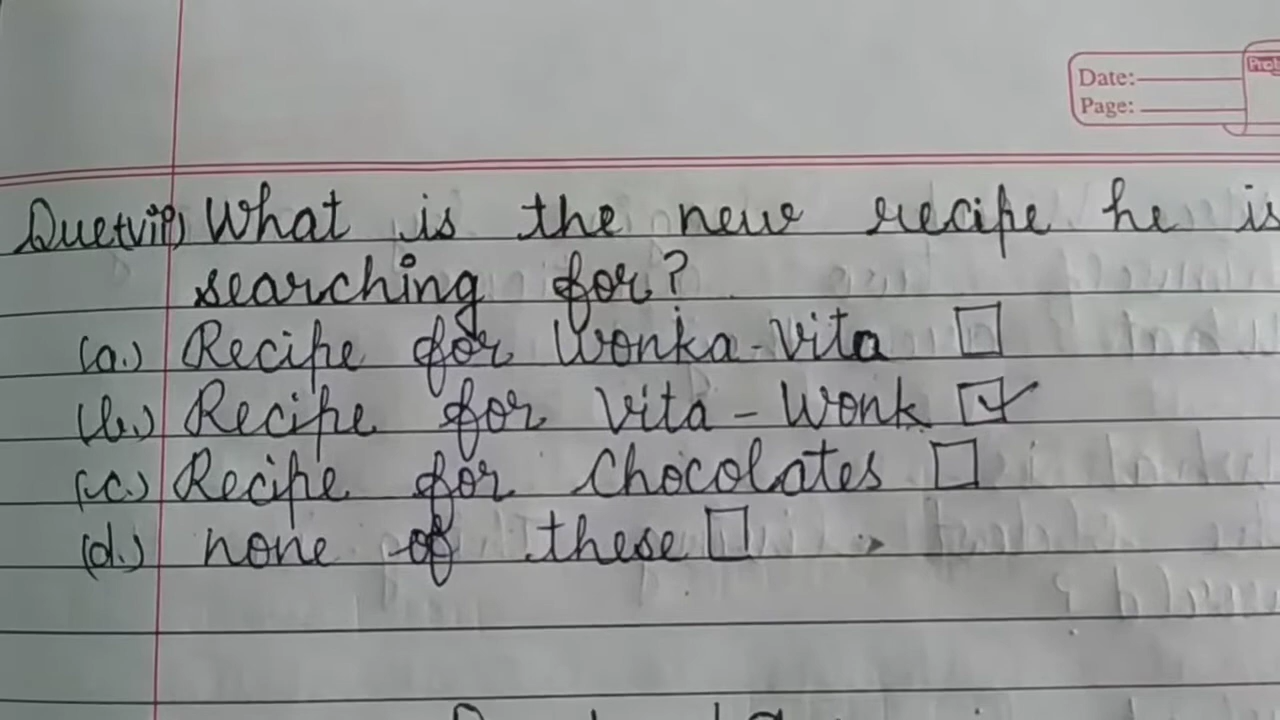 Date:
Page:
Que(vii) What is the new recipe he is
searching for?
(a.) Recipe for Wonka-Vita
(b.) Recipe for Vita-Wonk
(c.) Recipe for Chocolates
(d.) none of these